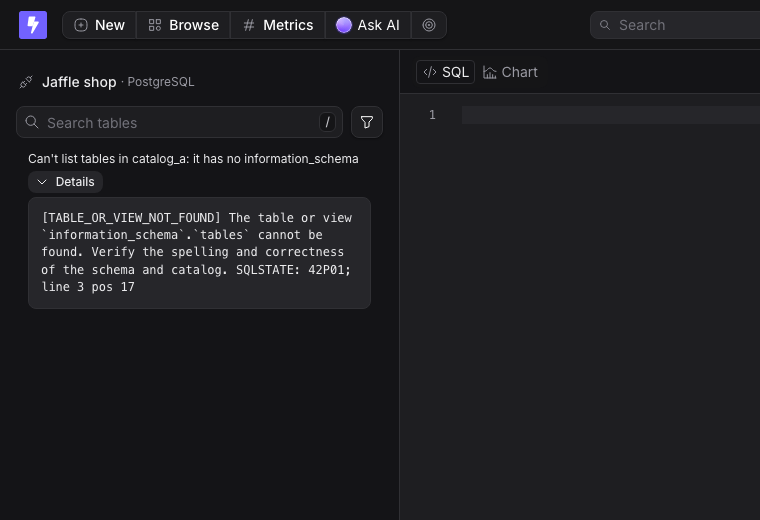 New
Browse
Metrics
Ask AI
Search
Jaffle shop · PostgreSQL
Search tables
/
Can't list tables in catalog_a: it has no information_schema
Details
[TABLE_OR_VIEW_NOT_FOUND] The table or view
`information_schema`.`tables` cannot be
found. Verify the spelling and correctness
of the schema and catalog. SQLSTATE: 42P01;
line 3 pos 17
SQL
Chart
1